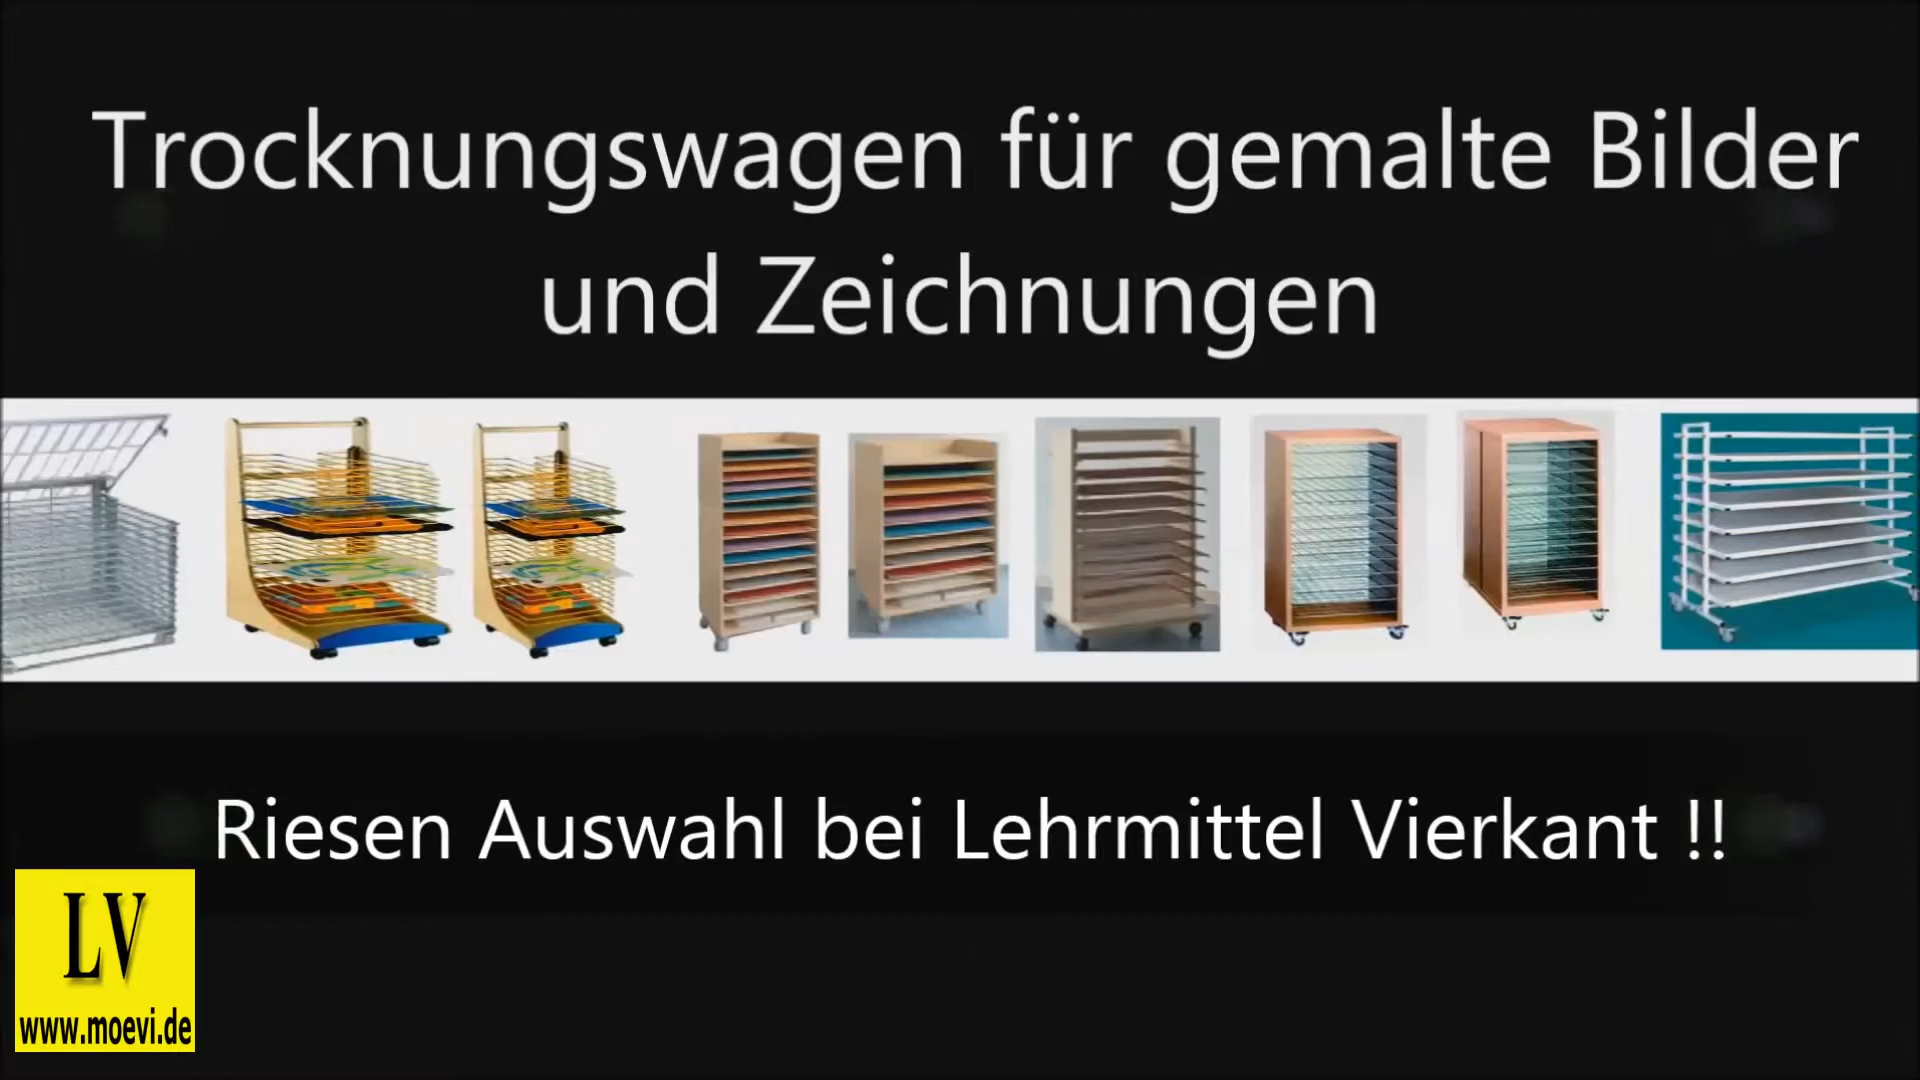 Trocknungswagen für gemalte Bilder
und Zeichnungen
Riesen Auswahl bei Lehrmittel Vierkant !!
LV
www.moevi.de